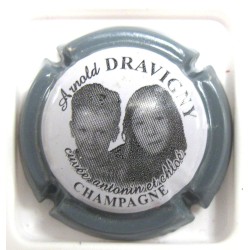 Arnold DRAVIGNY
cuvée antonin et chloé
CHAMPAGNE